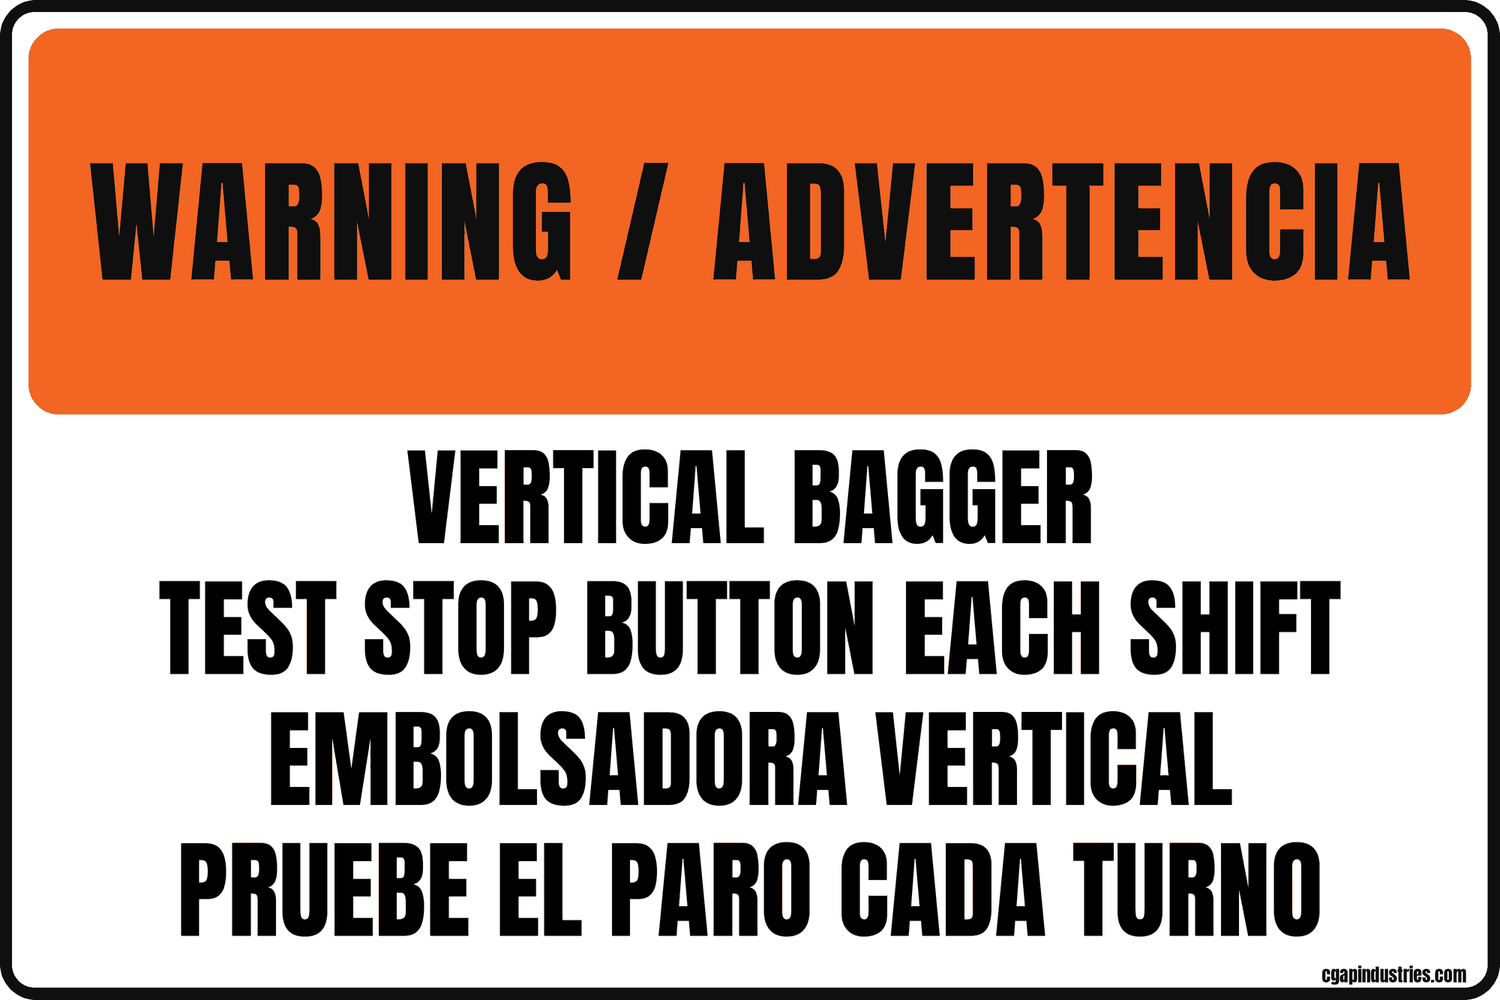 WARNING / ADVERTENCIA
VERTICAL BAGGER
TEST STOP BUTTON EACH SHIFT
EMBOLSADORA VERTICAL
PRUEBE EL PARO CADA TURNO
cgapindustries.com